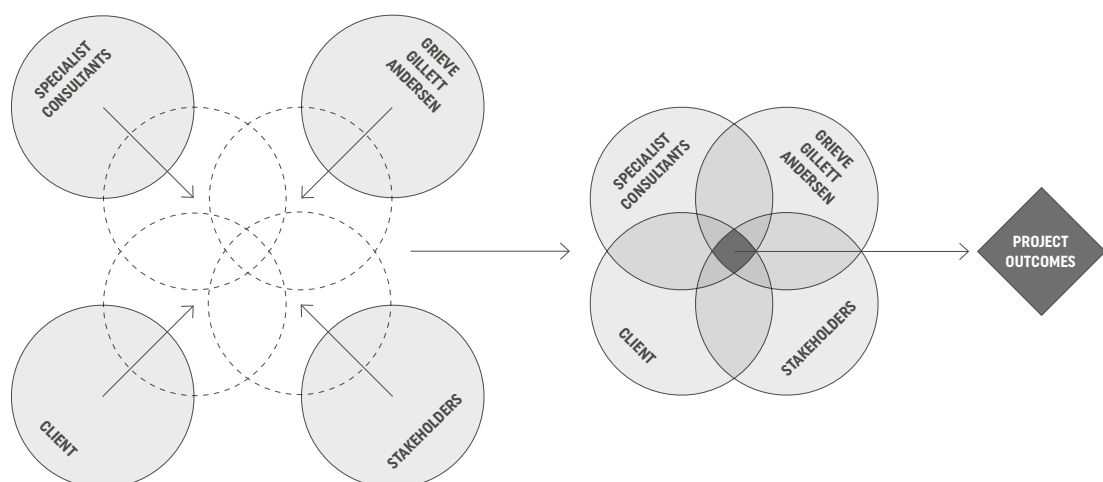 SPECIALIST
CONSULTANTS
GRIEVE
GILLETT
ANDERSEN
CLIENT
STAKEHOLDERS
SPECIALIST
CONSULTANTS
GRIEVE
GILLETT
ANDERSEN
CLIENT
STAKEHOLDERS
PROJECT
OUTCOMES